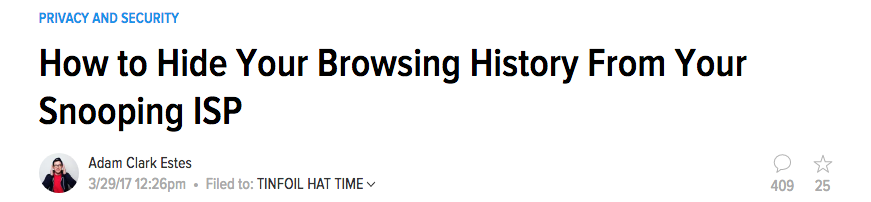 PRIVACY AND SECURITY
How to Hide Your Browsing History From Your
Snooping ISP
Adam Clark Estes
3/29/17 12:26pm • Filed to: TINFOIL HAT TIME
409 25